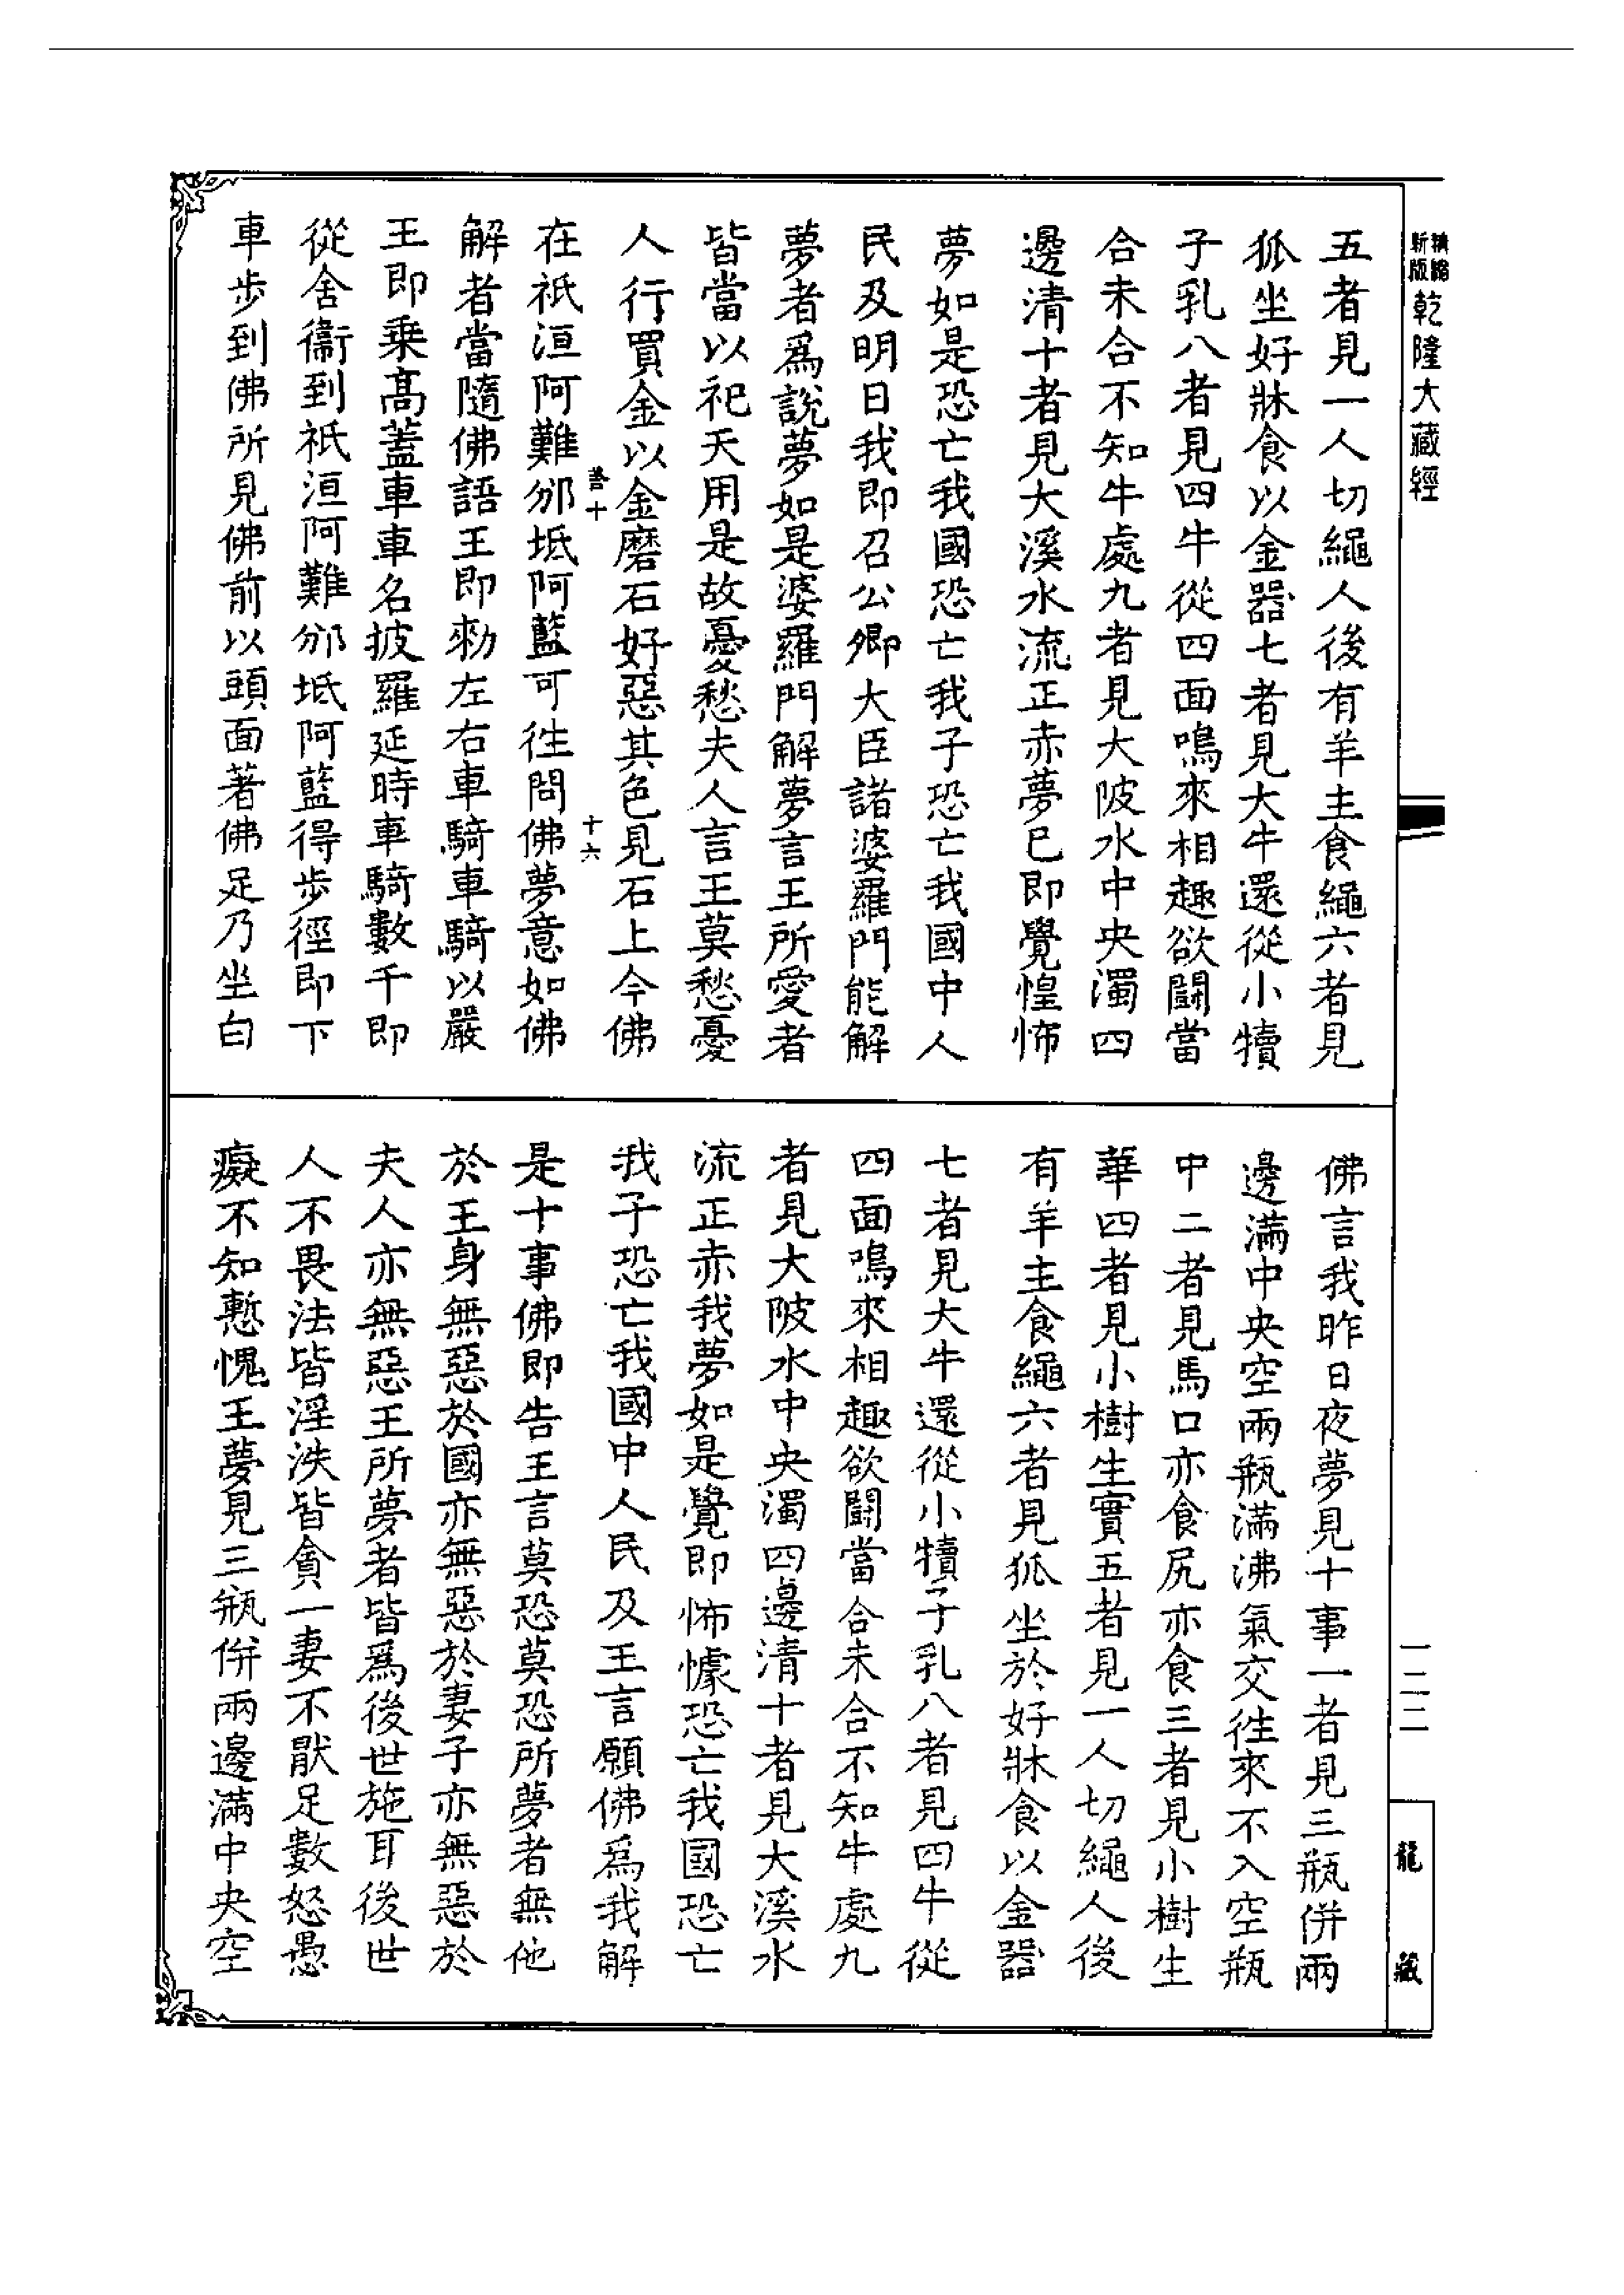 精縮新版乾隆大藏經
五者見一人切繩人後有羊主食繩六者見
狐坐好牀食以金器七者見大牛還從小犢
子乳八者見四牛從四面鳴來相趣欲鬭當
合未合不知牛處九者見大陂水中央濁四
邊清十者見大溪水流正赤夢已即覺惶怖
夢如是恐亡我國恐亡我子恐亡我國中人
民及明日我即召公卿大臣諸婆羅門能解
夢者爲說夢如是婆羅門解夢言王所愛者
皆當以祀天用是故憂愁夫人言王莫愁憂
人行買金以金磨石好惡其色見石上今佛
十六
在祇洹阿難邠坻阿藍可徃問佛夢意如佛
解者當隨佛語王即勑左右車騎車騎以嚴
王即乗髙蓋車車名披羅延時車騎數千即
從舍衞到祇洹阿難邠坻阿藍得步徑即下
車步到佛所見佛前以頭面著佛足乃坐白
佛言我昨日夜夢見十事一者見三瓶併兩
邊滿中央空兩瓶滿沸氣交徃來不入空瓶
中二者見馬口亦食尻亦食三者見小樹生
華四者見小樹生實五者見一人切繩人後
有羊主食繩六者見狐坐於好牀食以金器
七者見大牛還從小犢子乳八者見四牛從
四面鳴來相趣欲鬭當合未合不知牛處九
者見大陂水中央濁四邊清十者見大溪水
流正赤我夢如是覺即怖懅恐亡我國恐亡
我子恐亡我國中人民及王言願佛爲我解
是十事佛即告王言莫恐莫恐所夢者無他
於王身無惡於國亦無惡於妻子亦無惡於
夫人亦無惡王所夢者皆爲後世施耳後世
人不畏法皆淫泆皆貪一妻不猒足數怒愚
癡不知慙愧王夢見三瓶併兩邊滿中央空
一二二
龍藏